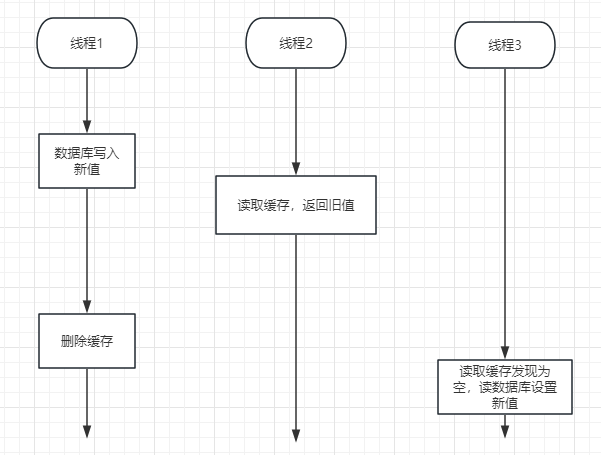 线程1
线程2
线程3
数据库写入
新值
读取缓存，返回旧值
删除缓存
读取缓存发现为
空，读数据库设置
新值